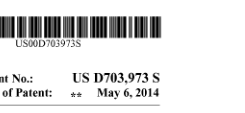 US00D703973S
nt No.: US D703,973 S
of Patent: ** May 6, 2014